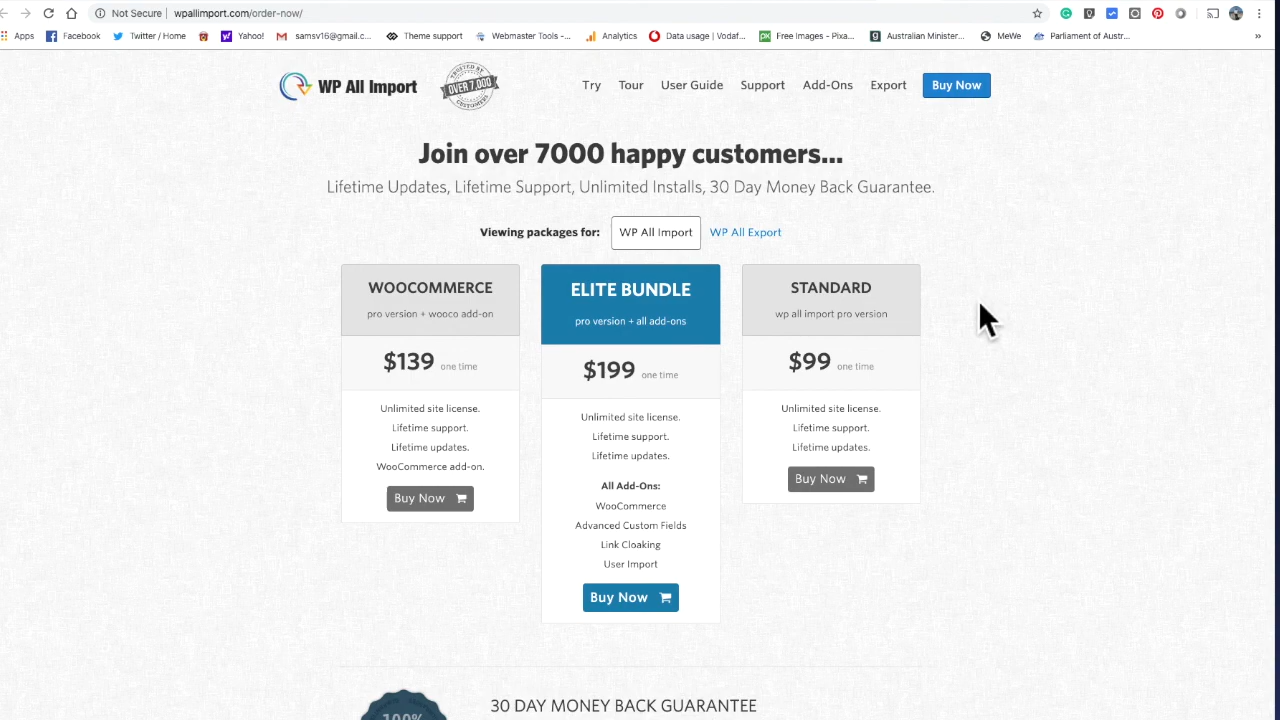 Not Secure | wpallimport.com/order-now/
Apps Facebook Twitter / Home Yahoo! samsv16@gmail.c... Theme support Webmaster Tools -... Analytics Data usage | Vodaf... Free Images - Pixa... Australian Minister... MeWe Parliament of Austr... »
WP All Import
TRUSTED BY
OVER 7,000
CUSTOMERS
Try Tour User Guide Support Add-Ons Export Buy Now
Join over 7000 happy customers...
Lifetime Updates, Lifetime Support, Unlimited Installs, 30 Day Money Back Guarantee.
Viewing packages for: WP All Import WP All Export
WOOCOMMERCE
pro version + wooco add-on
$139 one time
Unlimited site license.
Lifetime support.
Lifetime updates.
WooCommerce add-on.
Buy Now
ELITE BUNDLE
pro version + all add-ons
$199 one time
Unlimited site license.
Lifetime support.
Lifetime updates.
All Add-Ons:
WooCommerce
Advanced Custom Fields
Link Cloaking
User Import
Buy Now
STANDARD
wp all import pro version
$99 one time
Unlimited site license.
Lifetime support.
Lifetime updates.
Buy Now
100%
30 DAY MONEY BACK GUARANTEE